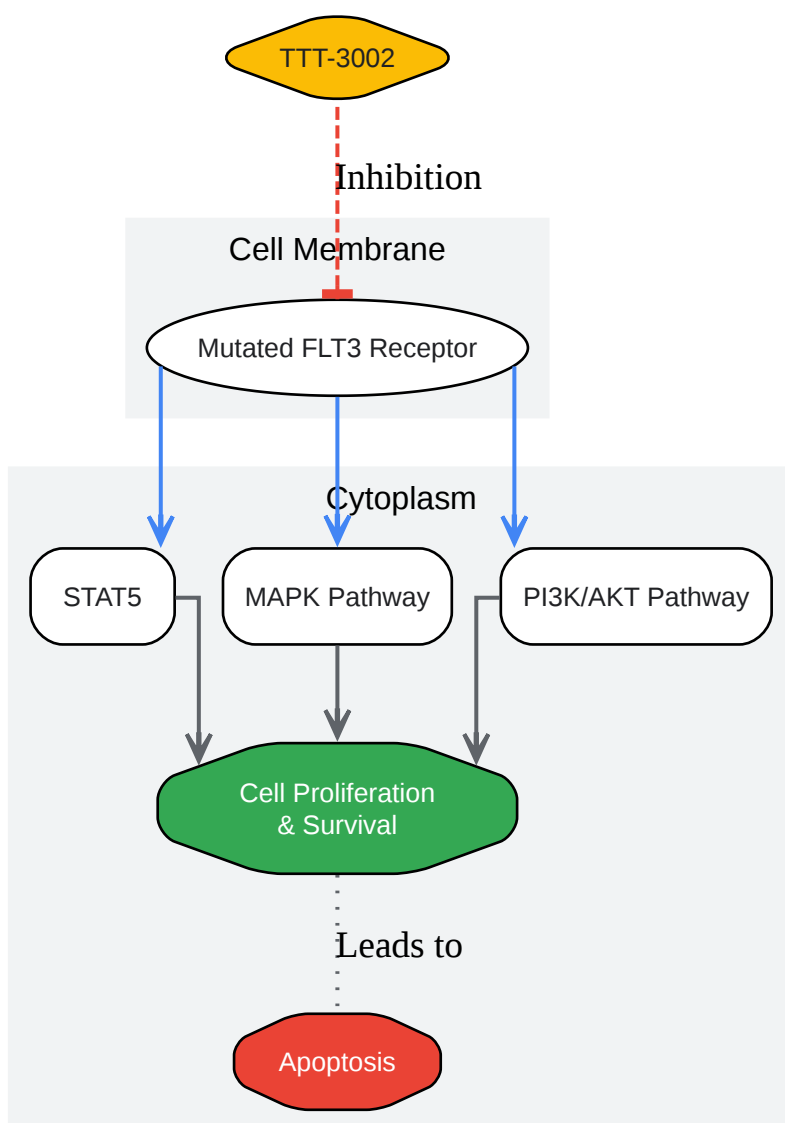 TTT-3002
Inhibition
Cell Membrane
Mutated FLT3 Receptor
Cytoplasm
STAT5
MAPK Pathway
PI3K/AKT Pathway
Cell Proliferation
& Survival
Leads to
Apoptosis